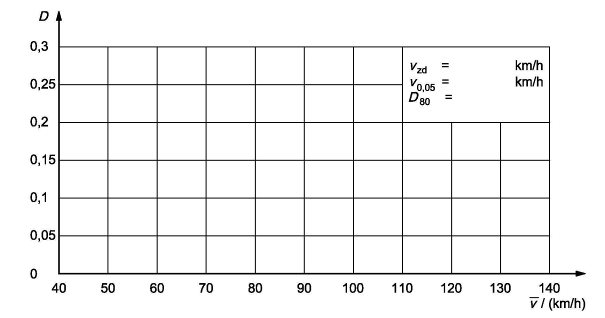 D
0,3
v_zd = km/h
0,25
v_0,05 = km/h
D_80 =
0,2
0,15
0,1
0,05
0
40 50 60 70 80 90 100 110 120 130 140
v̅ / (km/h)